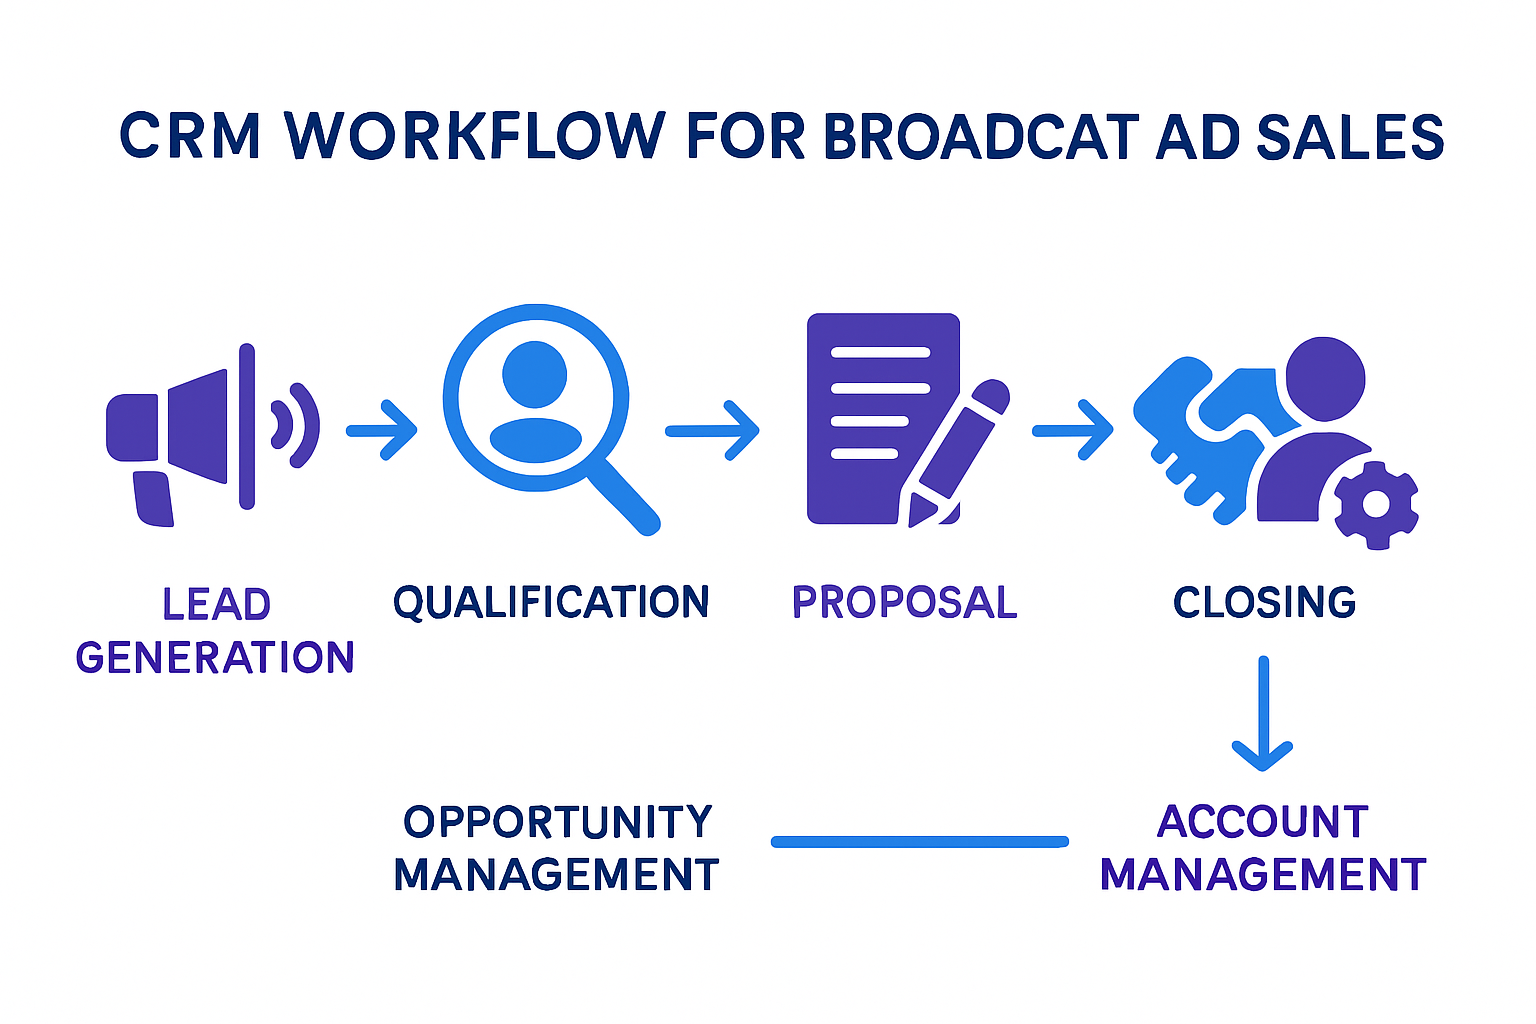 CRM WORKFLOW FOR BROADCAT AD SALES
LEAD
GENERATION
QUALIFICATION
PROPOSAL
CLOSING
OPPORTUNITY
MANAGEMENT
ACCOUNT
MANAGEMENT